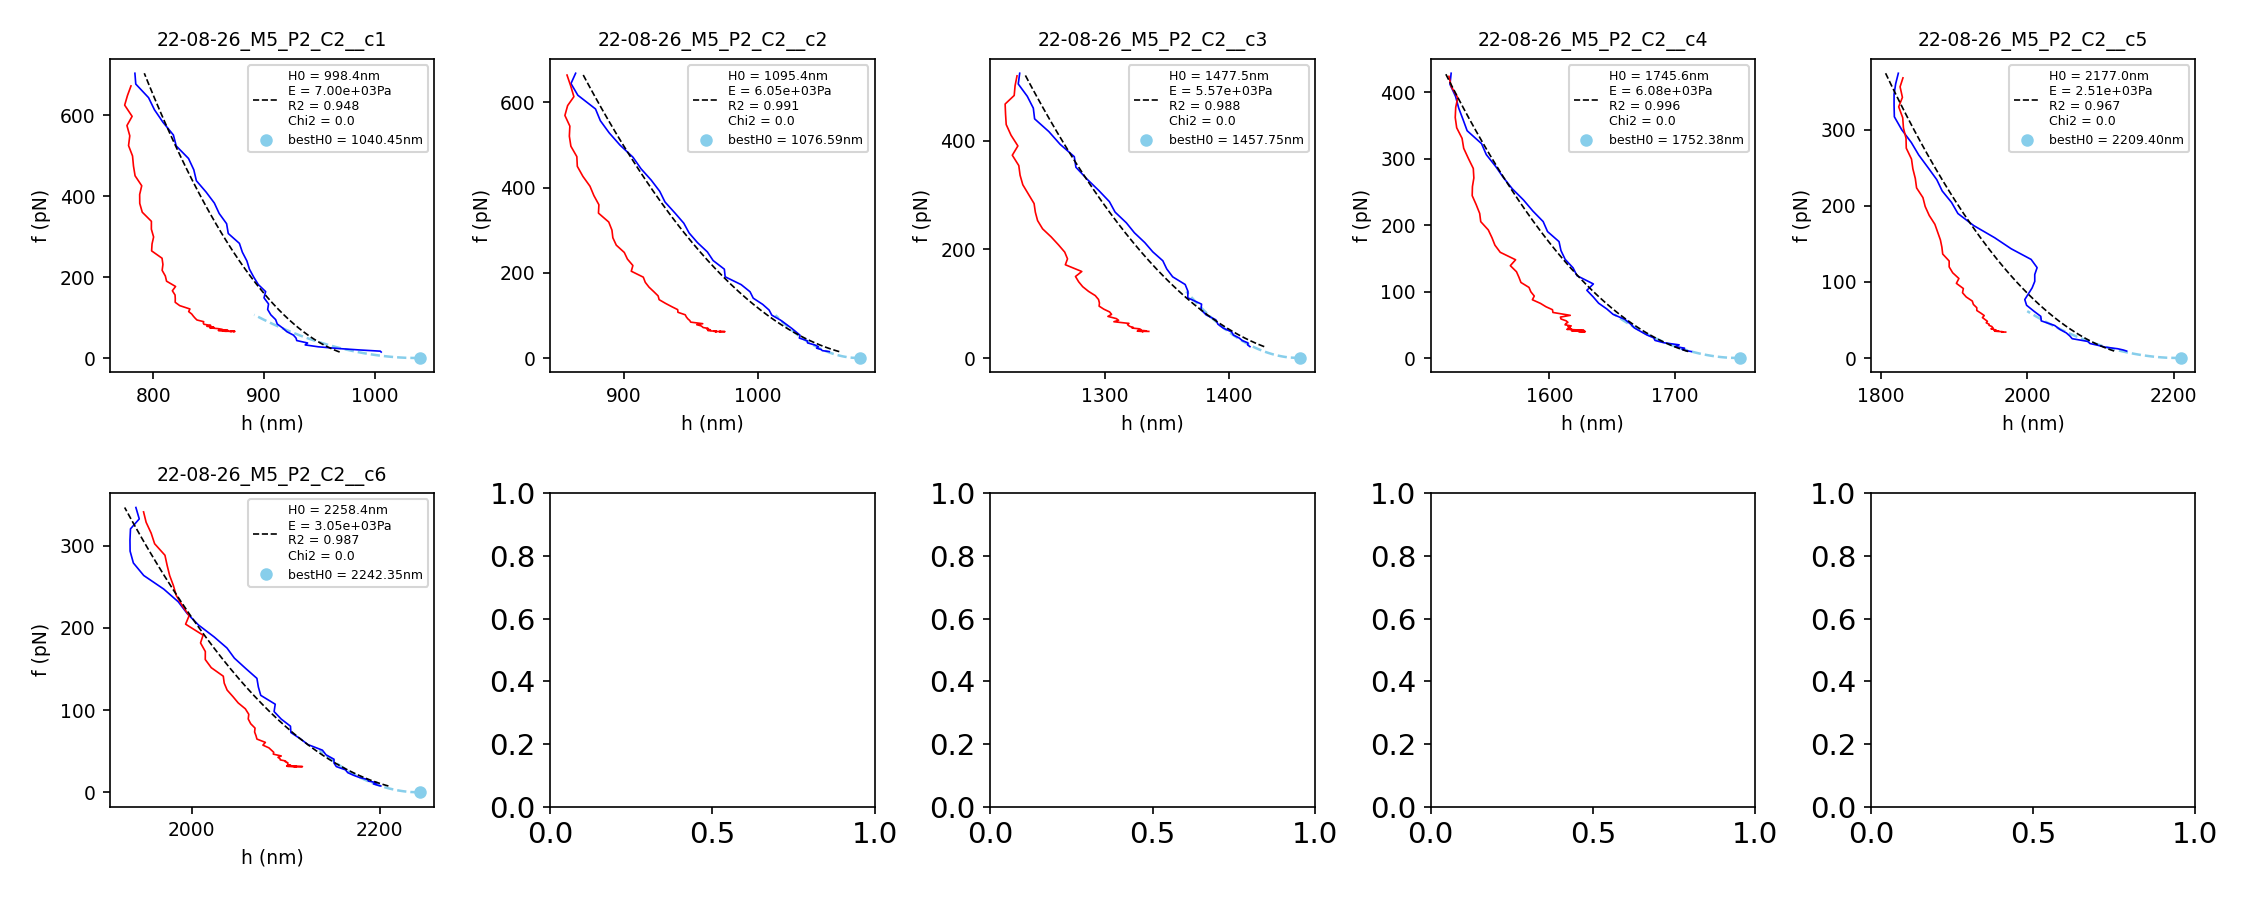 22-08-26_M5_P2_C2__c1
H0 = 998.4nm
E = 7.00e+03Pa
R2 = 0.948
Chi2 = 0.0
bestH0 = 1040.45nm
f (pN)
600
400
200
0
800
900
1000
h (nm)
22-08-26_M5_P2_C2__c2
H0 = 1095.4nm
E = 6.05e+03Pa
R2 = 0.991
Chi2 = 0.0
bestH0 = 1076.59nm
f (pN)
600
400
200
0
900
1000
h (nm)
22-08-26_M5_P2_C2__c3
H0 = 1477.5nm
E = 5.57e+03Pa
R2 = 0.988
Chi2 = 0.0
bestH0 = 1457.75nm
f (pN)
400
200
0
1300
1400
h (nm)
22-08-26_M5_P2_C2__c4
H0 = 1745.6nm
E = 6.08e+03Pa
R2 = 0.996
Chi2 = 0.0
bestH0 = 1752.38nm
f (pN)
400
300
200
100
0
1600
1700
h (nm)
22-08-26_M5_P2_C2__c5
H0 = 2177.0nm
E = 2.51e+03Pa
R2 = 0.967
Chi2 = 0.0
bestH0 = 2209.40nm
f (pN)
300
200
100
0
1800
2000
2200
h (nm)
22-08-26_M5_P2_C2__c6
H0 = 2258.4nm
E = 3.05e+03Pa
R2 = 0.987
Chi2 = 0.0
bestH0 = 2242.35nm
f (pN)
300
200
100
0
2000
2200
h (nm)
1.0
0.8
0.6
0.4
0.2
0.0
0.0
0.5
1.0
1.0
0.8
0.6
0.4
0.2
0.0
0.0
0.5
1.0
1.0
0.8
0.6
0.4
0.2
0.0
0.0
0.5
1.0
1.0
0.8
0.6
0.4
0.2
0.0
0.0
0.5
1.0